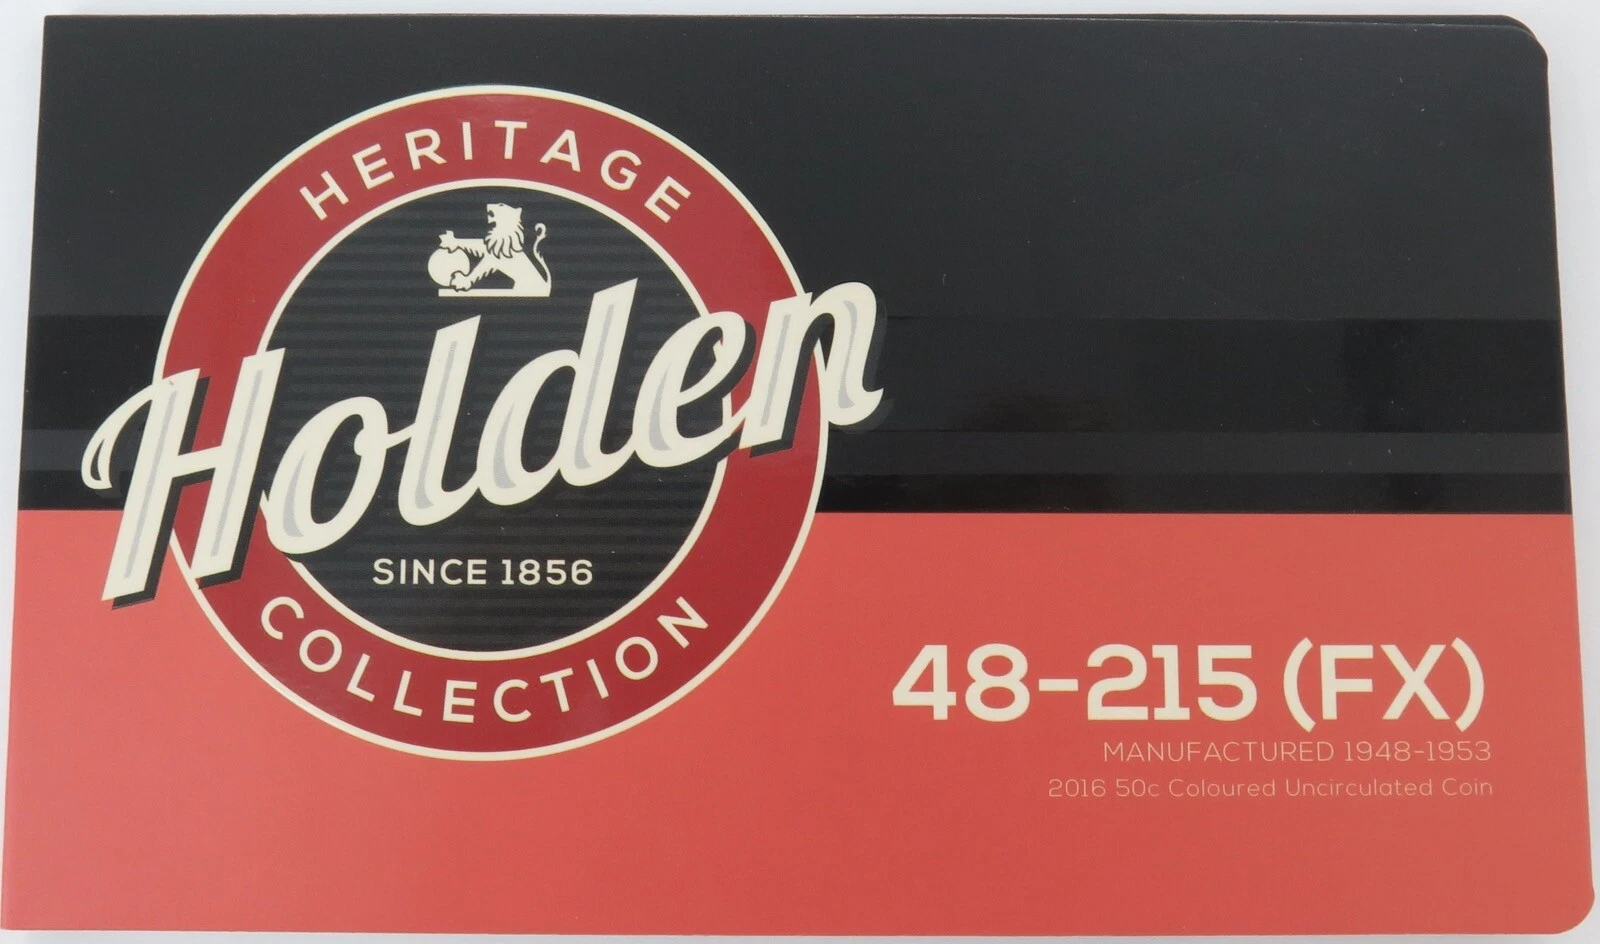 HERITAGE
Holden
SINCE 1856
COLLECTION
48-215 (FX)
MANUFACTURED 1948-1953
2016 50c Coloured Uncirculated Coin